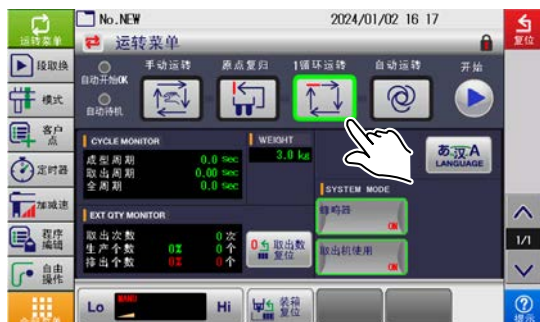 No.NEW
2024/01/02 16 17
运转菜单
复位
运转菜单
段取换
模式
客户点
定时器
加减速
程序编辑
自由操作
自动开始OK
自动待机
手动运转
原点复归
1循环运转
自动运转
开始
CYCLE MONITOR
成型周期 0.0 sec
取出周期 0.00 sec
全周期 0.0 sec
WEIGHT
3.0 kg
あ汉A
LANGUAGE
SYSTEM MODE
蜂鸣器
ON
取出机使用
ON
EXT QTY MONITOR
取出次数 0 次
生产个数 0% 0 个
排出个数 0% 0 个
取出数复位
Lo
Hi
装箱复位
1/1
提示